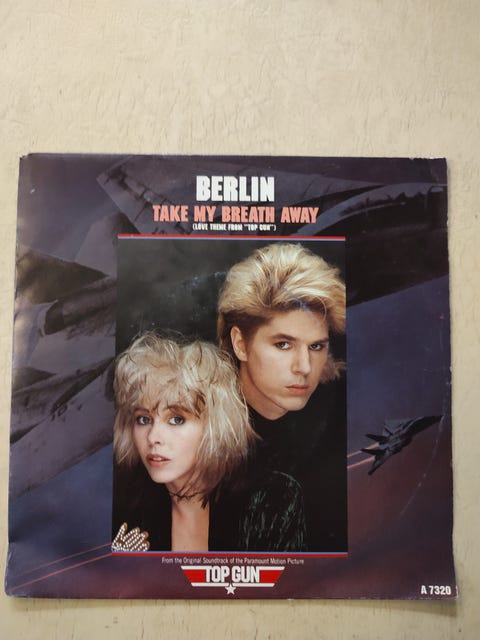 BERLIN
TAKE MY BREATH AWAY
(LOVE THEME FROM "TOP GUN")
From the Original Soundtrack of the Paramount Motion Picture
TOP GUN
A 7320